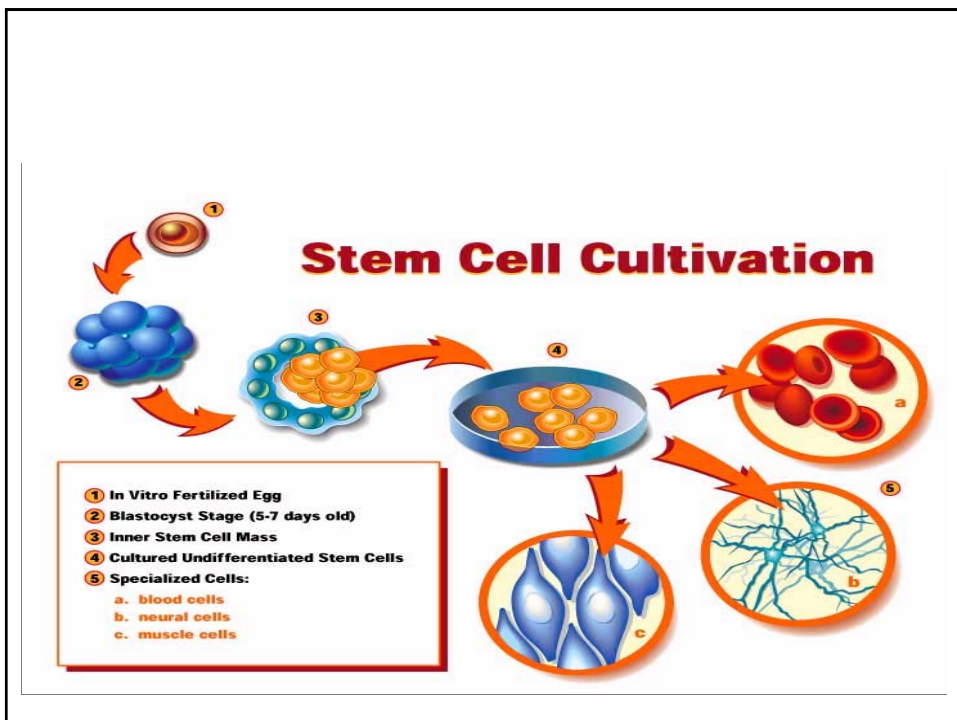 1
Stem Cell Cultivation
3
4
2
a
5
b
c
1 In Vitro Fertilized Egg
2 Blastocyst Stage (5-7 days old)
3 Inner Stem Cell Mass
4 Cultured Undifferentiated Stem Cells
5 Specialized Cells:
a. blood cells
b. neural cells
c. muscle cells